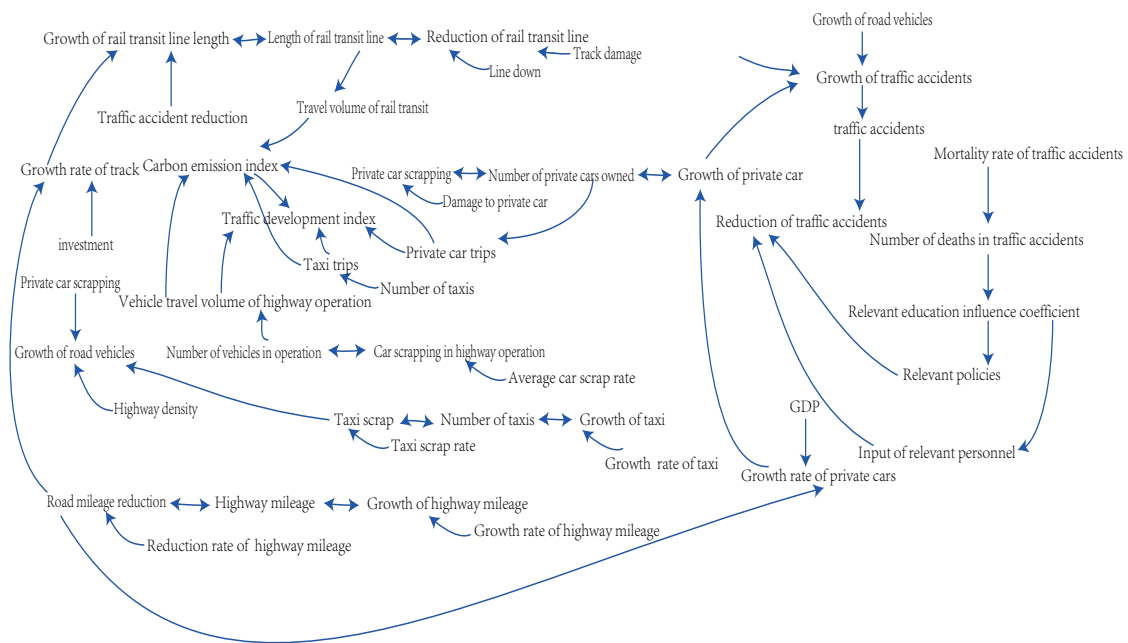 Growth of road vehicles
Growth of rail transit line length
Length of rail transit line
Reduction of rail transit line
Track damage
Line down
Growth of traffic accidents
Travel volume of rail transit
Traffic accident reduction
traffic accidents
Mortality rate of traffic accidents
Growth rate of track
Carbon emission index
Private car scrapping
Number of private cars owned
Growth of private car
Damage to private car
Traffic development index
Reduction of traffic accidents
Number of deaths in traffic accidents
investment
Private car trips
Taxi trips
Private car scrapping
Number of taxis
Vehicle travel volume of highway operation
Relevant education influence coefficient
Growth of road vehicles
Number of vehicles in operation
Car scrapping in highway operation
Average car scrap rate
Relevant policies
Highway density
GDP
Taxi scrap
Number of taxis
Growth of taxi
Taxi scrap rate
Input of relevant personnel
Growth rate of taxi
Growth rate of private cars
Road mileage reduction
Highway mileage
Growth of highway mileage
Growth rate of highway mileage
Reduction rate of highway mileage